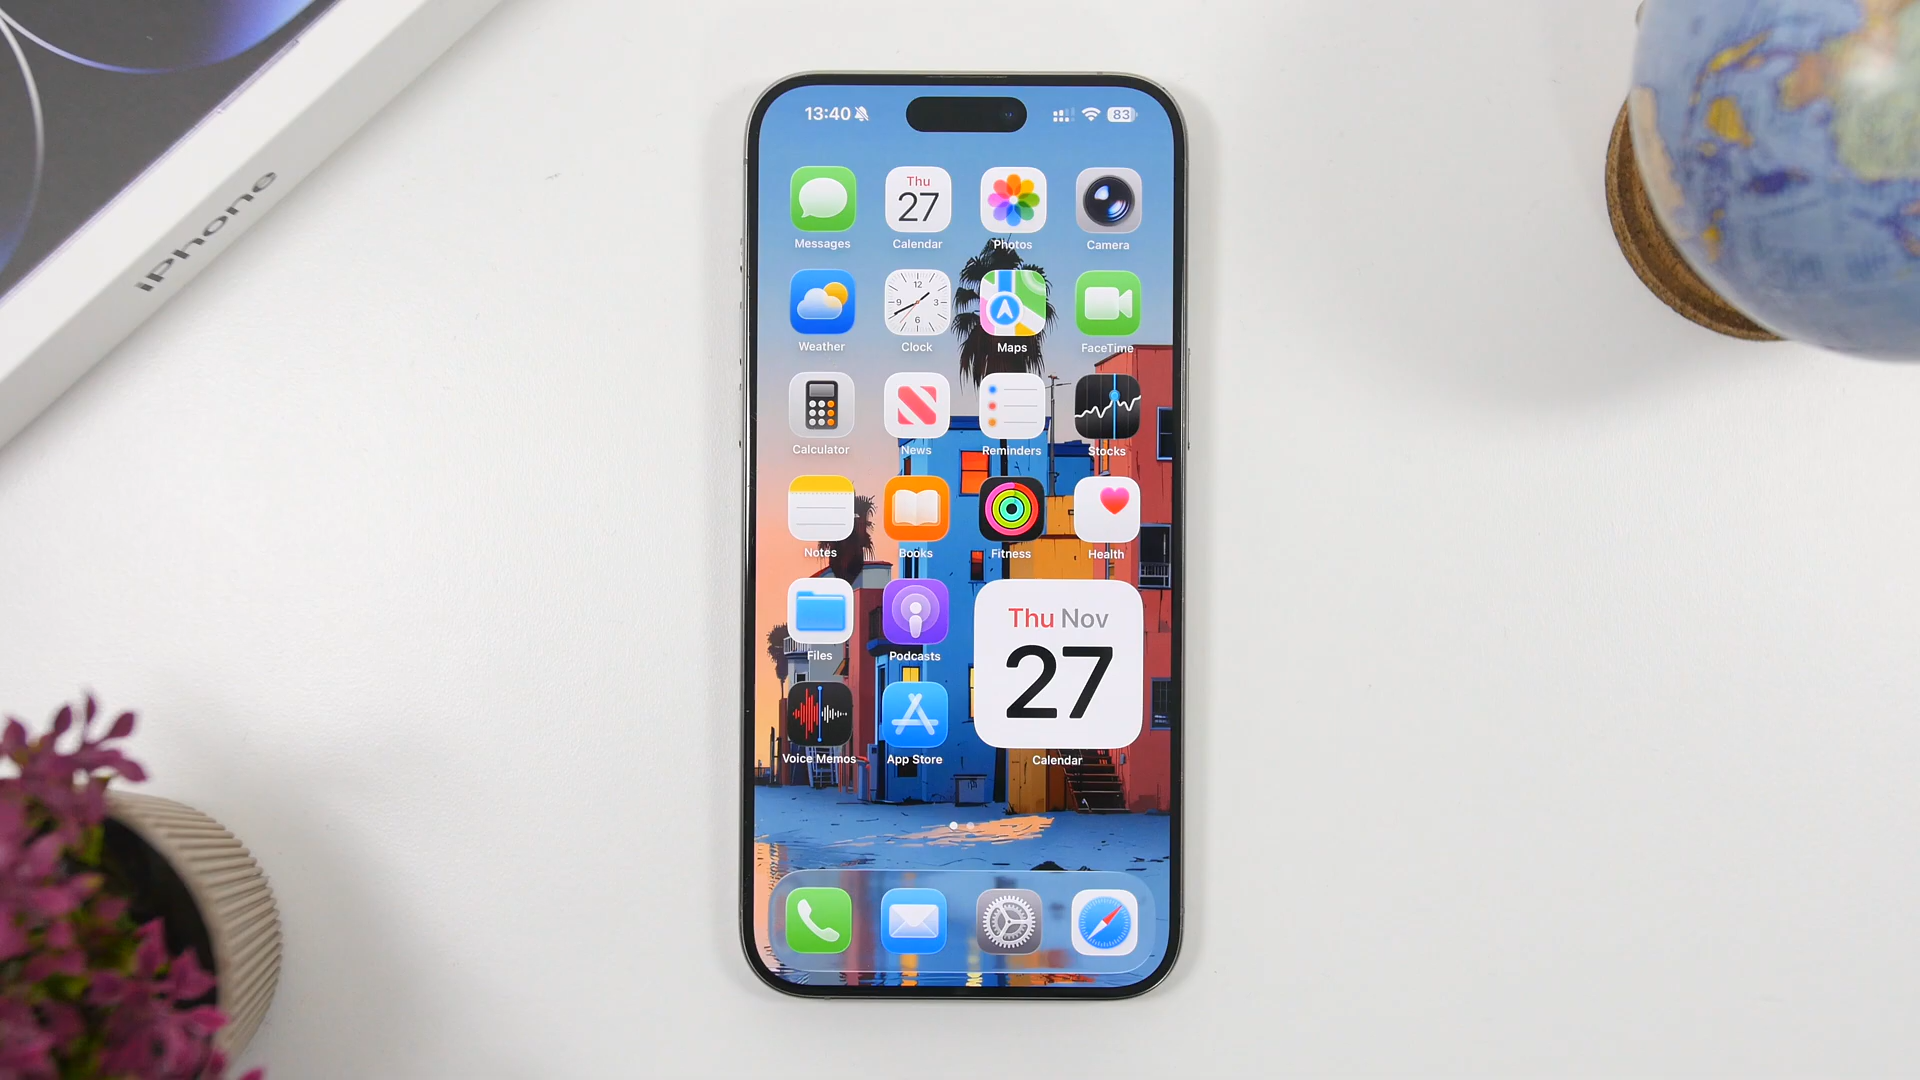 iPhone
13:40
83
Thu
27
Messages
Calendar
Photos
Camera
12
9
3
6
Weather
Clock
Maps
FaceTime
Calculator
News
Reminders
Stocks
Notes
Books
Fitness
Health
Thu Nov
27
Files
Podcasts
Voice Memos
App Store
Calendar